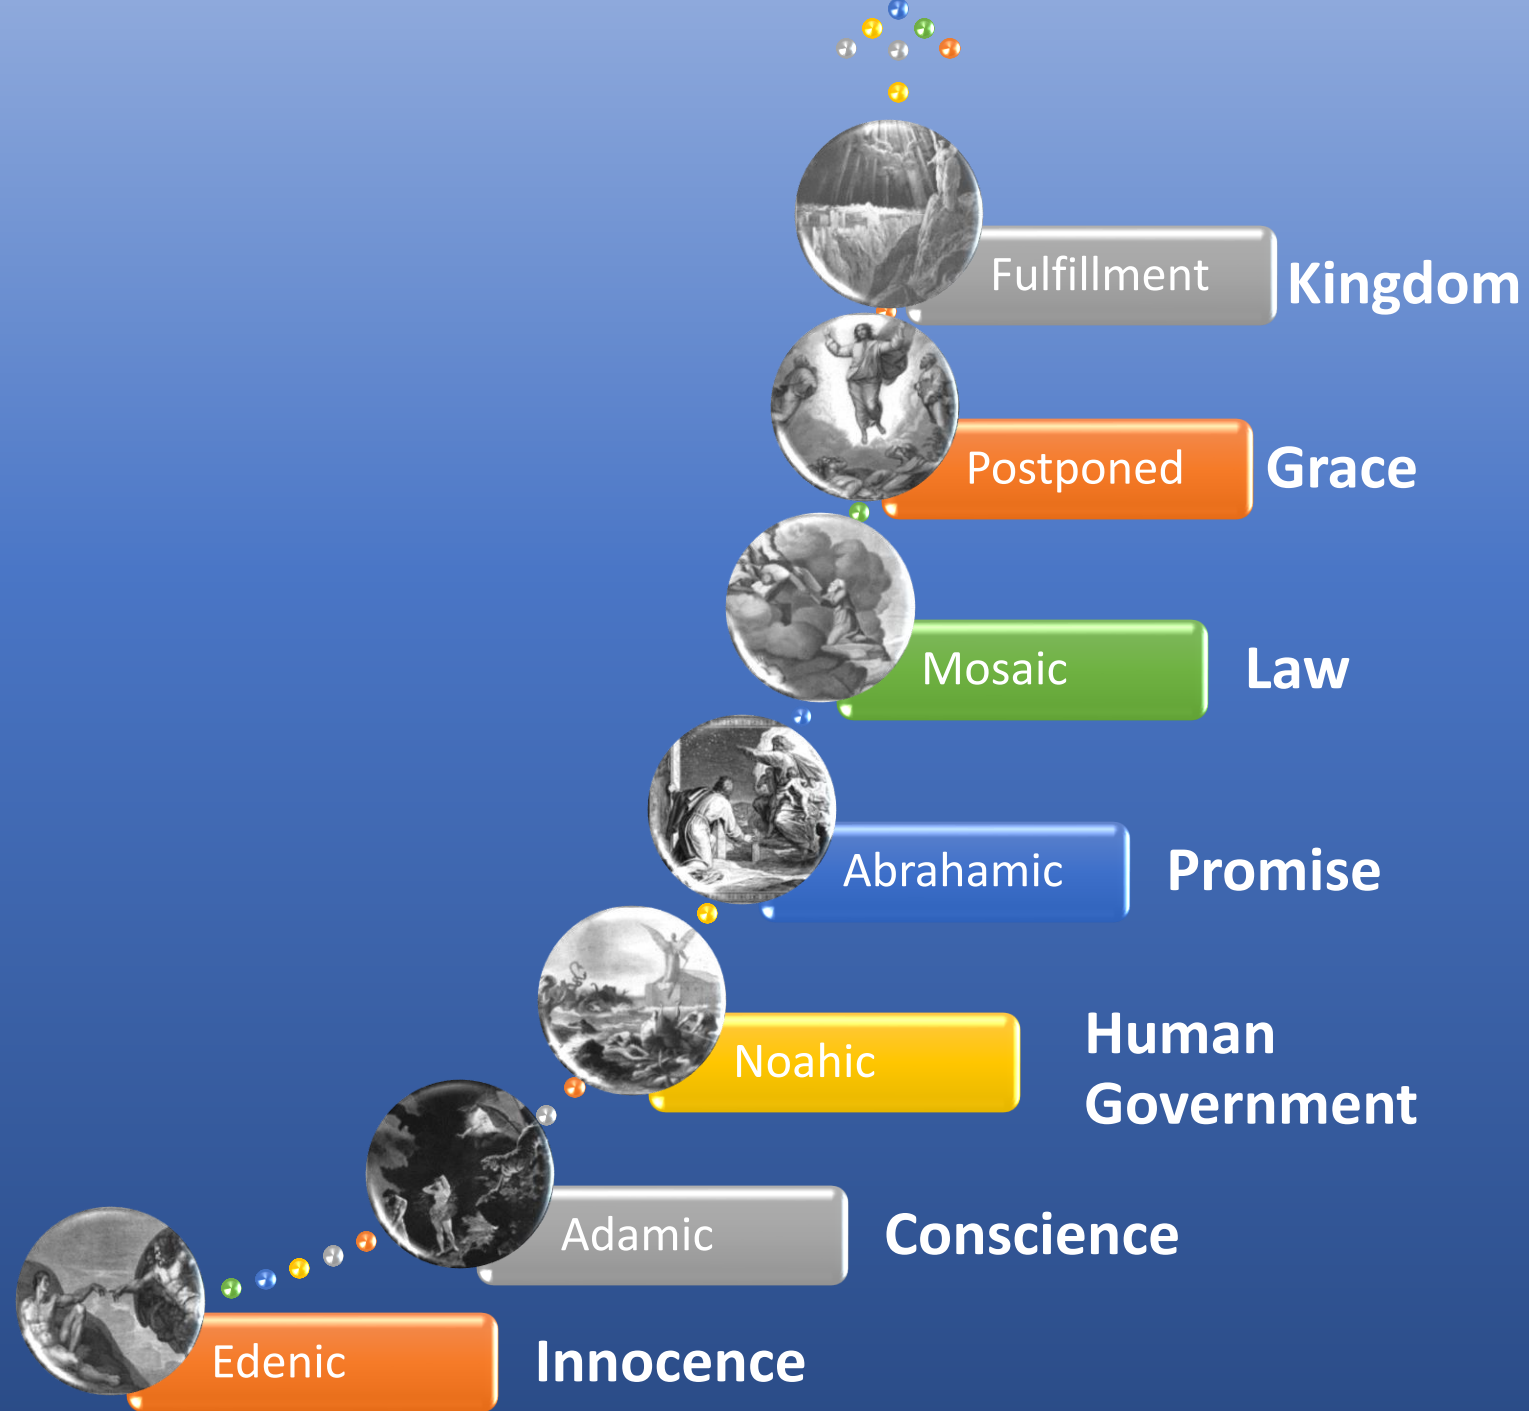 Fulfillment
Kingdom
Postponed
Grace
Mosaic
Law
Abrahamic
Promise
Noahic
Human
Government
Adamic
Conscience
Edenic
Innocence